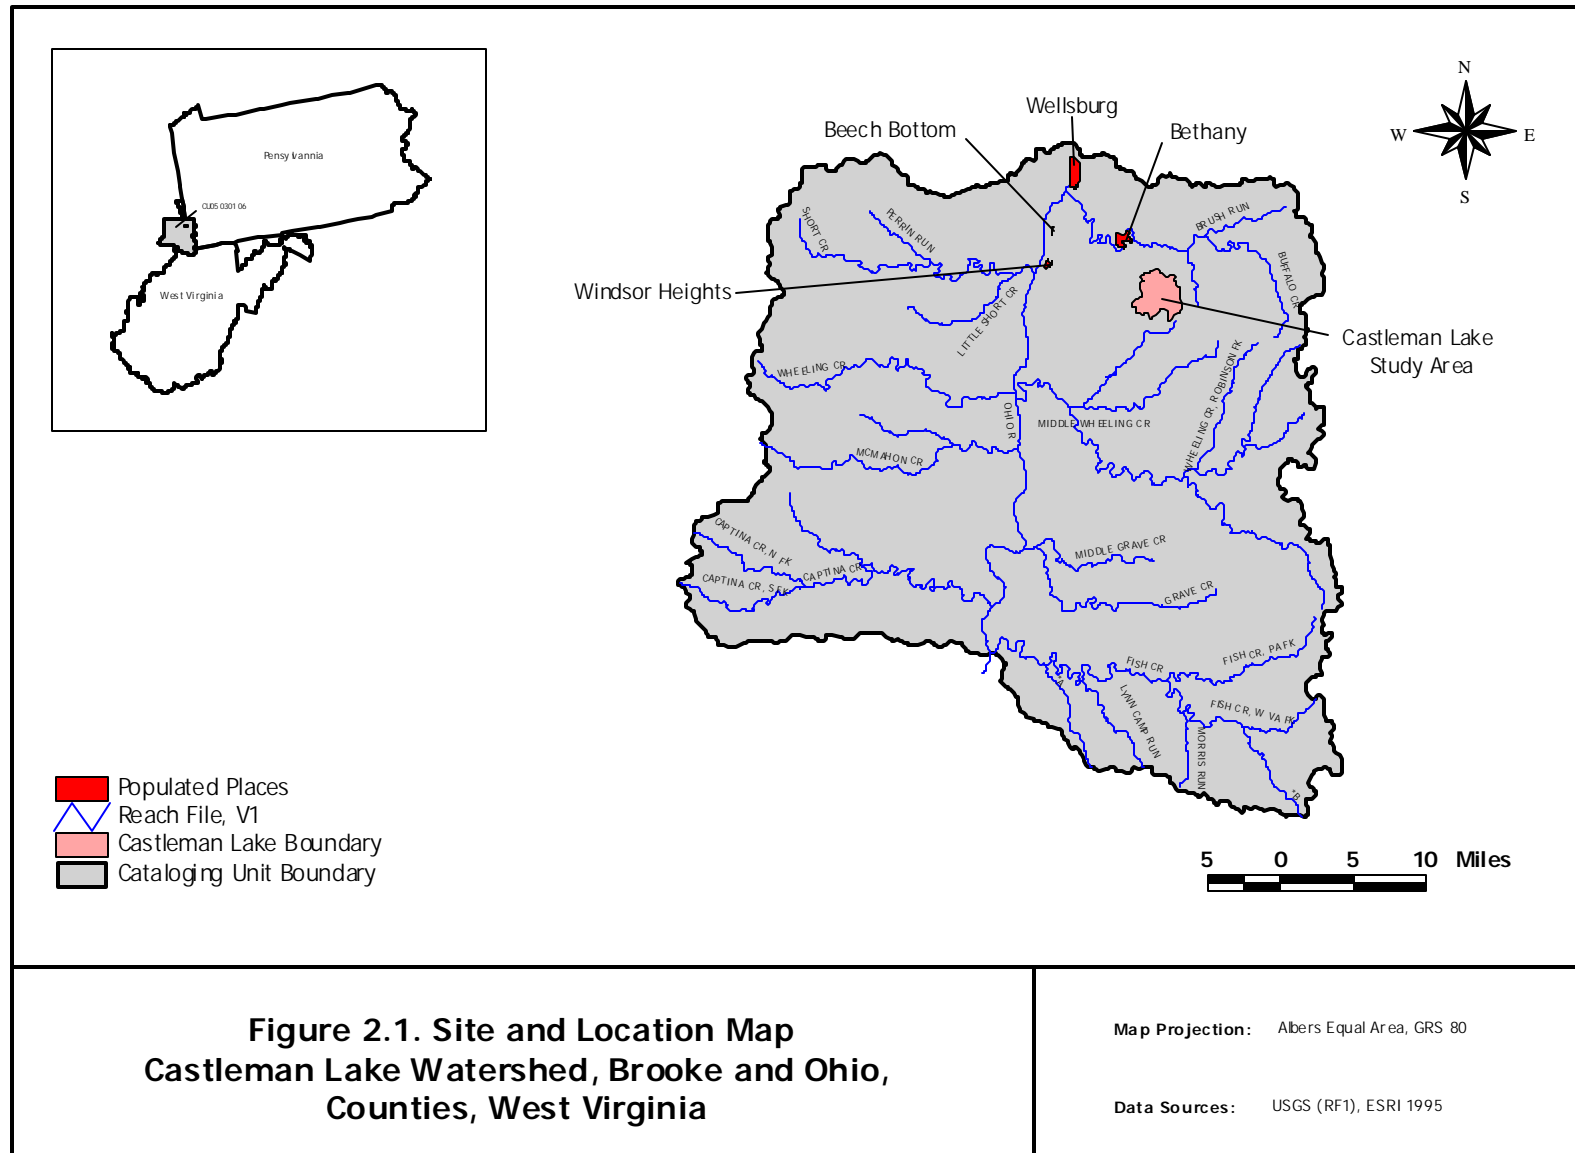 Pensylvannia
CU05030106
West Virginia
N
W
E
S
Wellsburg
Beech Bottom
Bethany
Windsor Heights
Castleman Lake
Study Area
SHORT CR.
PERRIN RUN
BRUSH RUN
BUFFALO CR
LITTLE SHORT CR
WHEELING CR
OHIO R
MIDDLE WHEELING CR
WHEELING CR, ROBINSON FK
MCMAHON CR
CAPTINA CR, N FK
CAPTINA CR
CAPTINA CR, S FK
MIDDLE GRAVE CR
GRAVE CR
FISH CR
FISH CR, PA FK
*A
LYNN CAMP RUN
FISH CR, W VA FK
MORRIS RUN
*B
Populated Places
Reach File, V1
Castleman Lake Boundary
Cataloging Unit Boundary
5 0 5 10 Miles
Figure 2.1. Site and Location Map
Castleman Lake Watershed, Brooke and Ohio,
Counties, West Virginia
Map Projection: Albers Equal Area, GRS 80
Data Sources: USGS (RF1), ESRI 1995